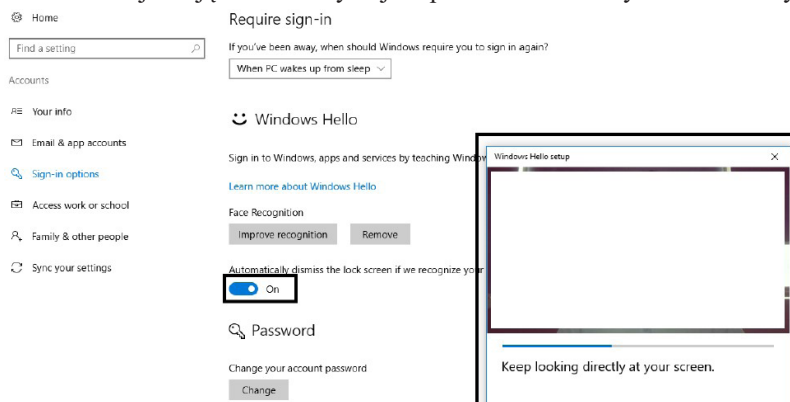 Home
Find a setting
Accounts
Your info
Email & app accounts
Sign-in options
Access work or school
Family & other people
Sync your settings
Require sign-in
If you've been away, when should Windows require you to sign in again?
When PC wakes up from sleep
Windows Hello
Sign in to Windows, apps and services by teaching
Learn more about Windows Hello
Face Recognition
Improve recognition Remove
Automatically dismiss the lock screen if we recognize your
On
Password
Change your account password
Change
Windows Hello setup
Keep looking directly at your screen.